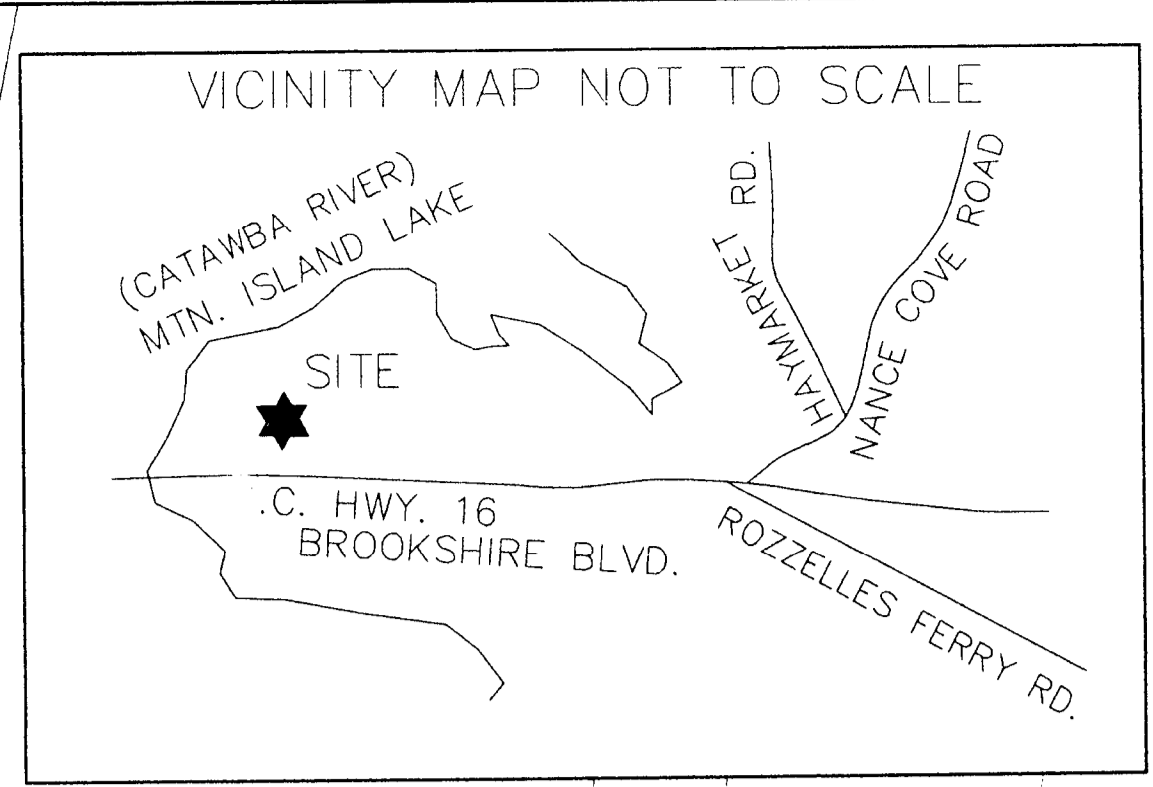 VICINITY MAP NOT TO SCALE
(CATAWBA RIVER)
MTN. ISLAND LAKE
HAYMARKET RD.
NANCE COVE ROAD
SITE
.C. HWY. 16
BROOKSHIRE BLVD.
ROZZELLES FERRY RD.